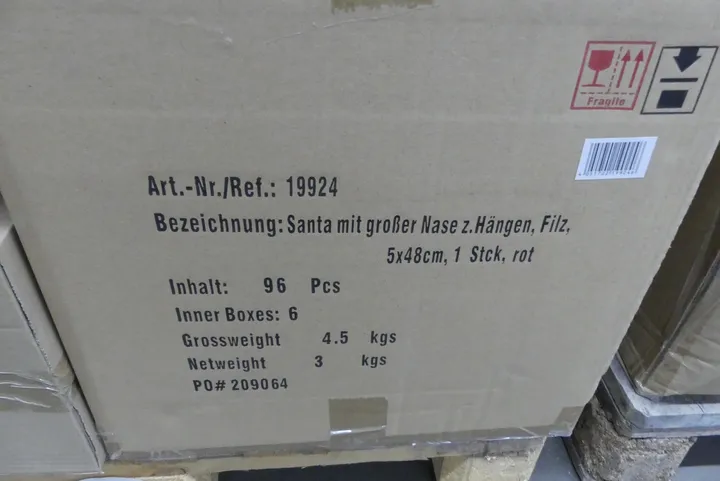 Fragile
Art.-Nr./Ref.: 19924
Bezeichnung: Santa mit großer Nase z.Hängen, Filz,
5x48cm, 1 Stck, rot
Inhalt: 96 Pcs
Inner Boxes: 6
Grossweight 4.5 kgs
Netweight 3 kgs
PO# 209064